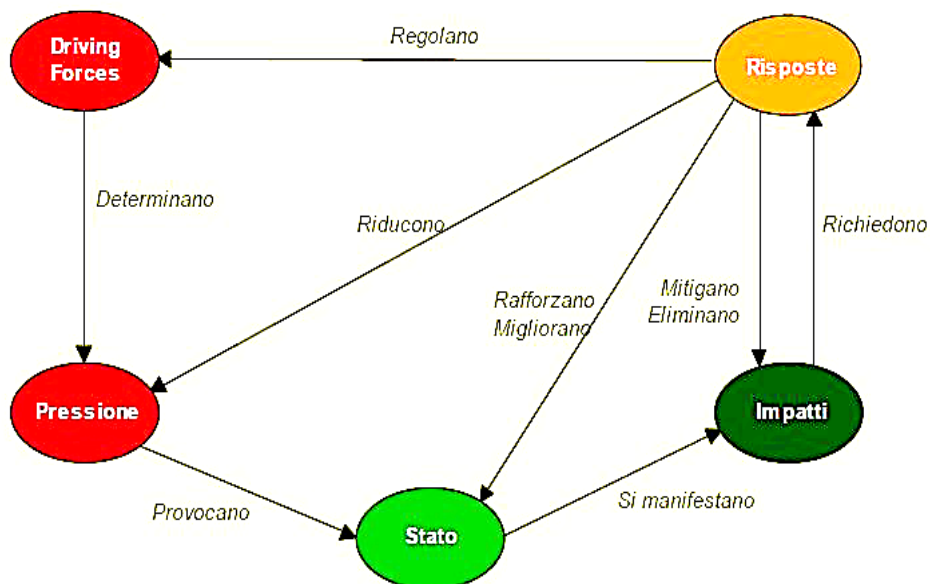 Driving
Forces
Regolano
Risposte
Determinano
Riducono
Rafforzano
Migliorano
Mitigano
Eliminano
Richiedono
Pressione
Impatti
Provocano
Stato
Si manifestano